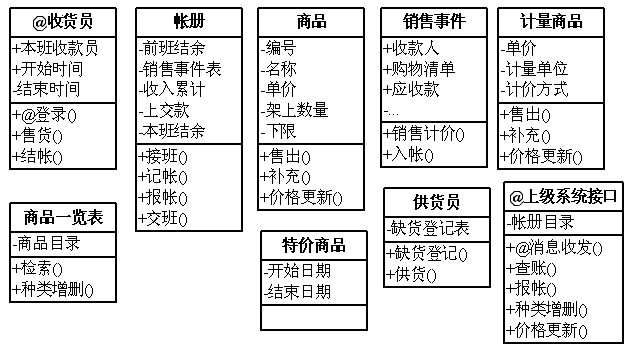 @收货员
+本班收款员
+开始时间
-结束时间
+@登录()
+售货()
+结帐()
帐册
-前班结余
-销售事件表
-收入累计
-上交款
-本班结余
+接班()
+记帐()
+报帐()
+交班()
商品
-编号
-名称
-单价
-架上数量
-下限
+售出()
+补充()
+价格更新()
销售事件
+收款人
+购物清单
+应收款
-...
+销售计价()
+入帐()
计量商品
-单价
-计量单位
-计价方式
+售出()
+补充()
+价格更新()
商品一览表
-商品目录
+检索()
+种类增删()
特价商品
-开始日期
-结束日期
供货员
-缺货登记表
+缺货登记()
+供货()
@上级系统接口
-帐册目录
+@消息收发()
+查账()
+报帐()
+种类增删()
+价格更新()